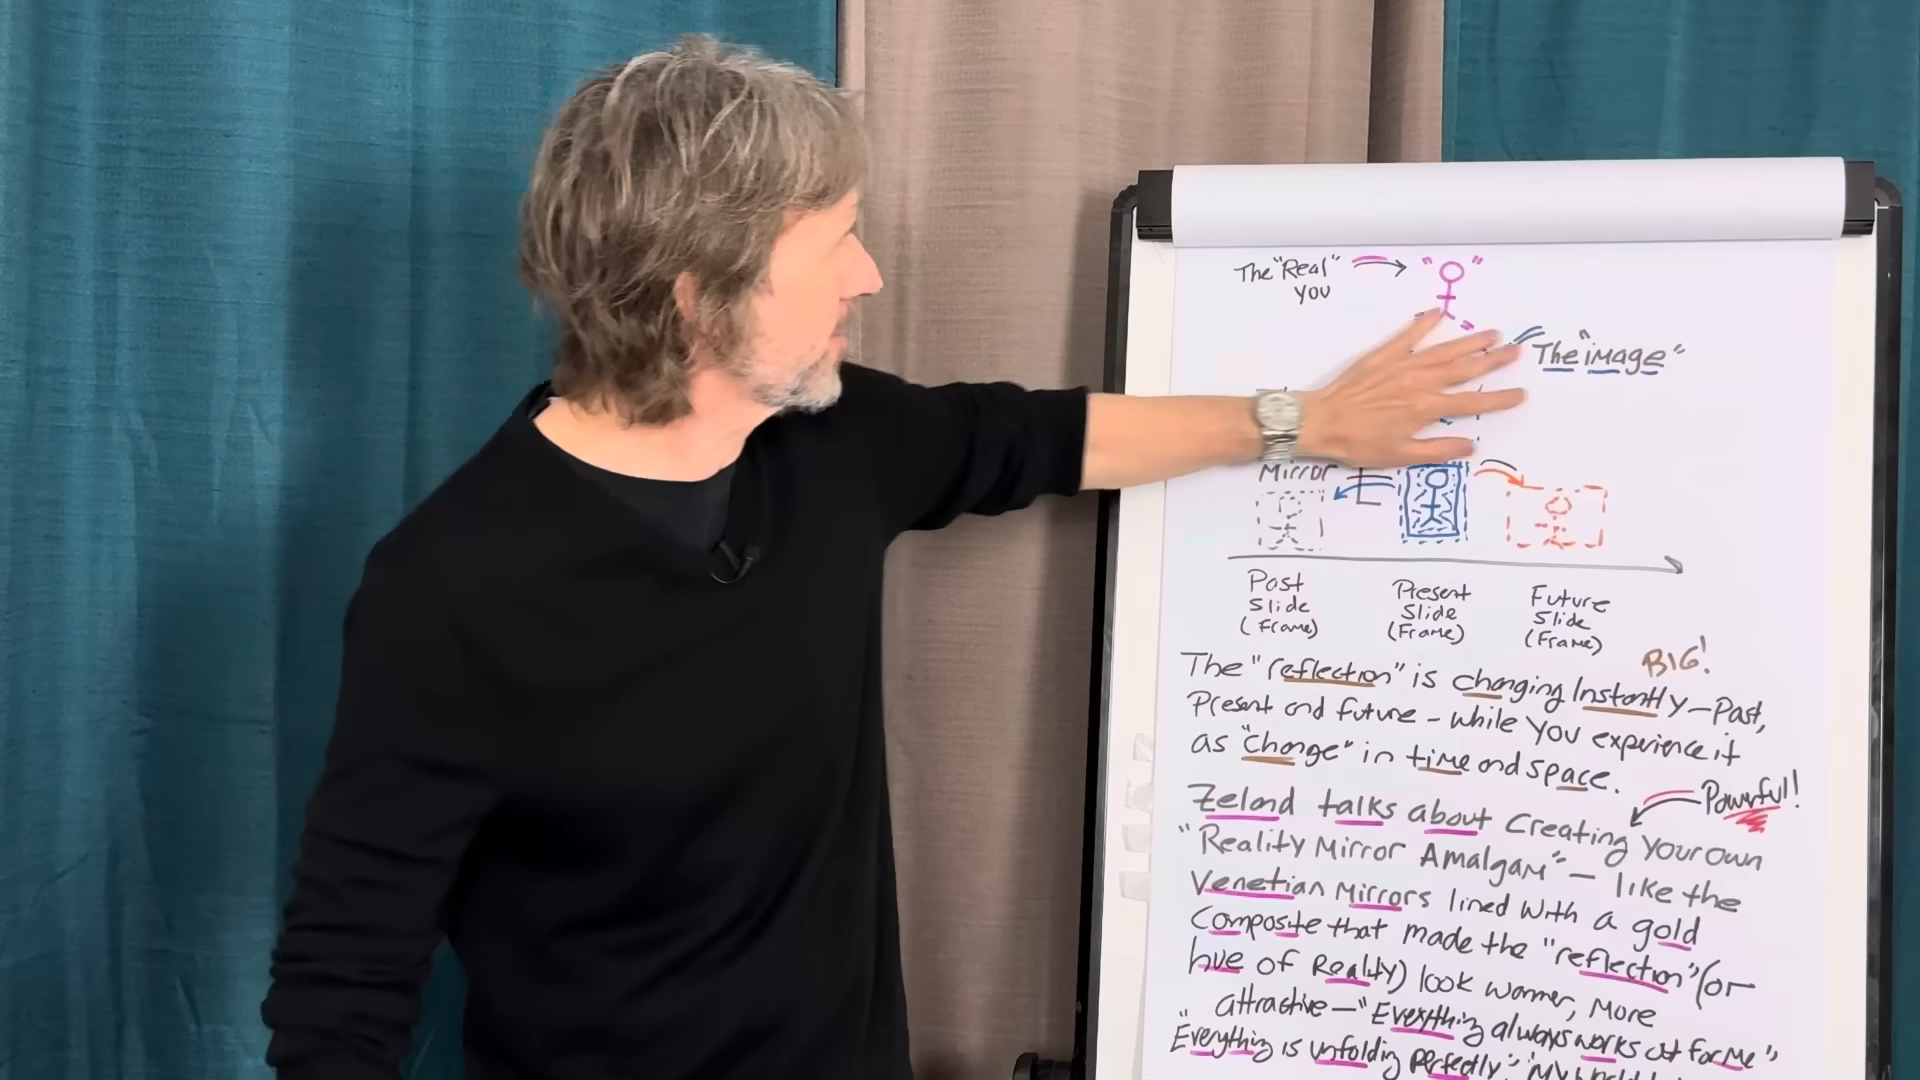 The "Real"
YOU
The "image"
Mirror
Past
Slide
(Frame)
Present
Slide
(Frame)
Future
Slide
(Frame)
BIG!
The "reflection" is changing Instantly - Past,
Present and future - while you experience it
as "change" in time and space.
Powerful!
Zeland talks about creating your own
"Reality Mirror Amalgam" - like the
Venetian Mirrors lined with a gold
Composite that made the "reflection" (or
hue of Reality) look warmer, more
attractive - "Everything always works out for me",
"Everything is unfolding perfectly", "My